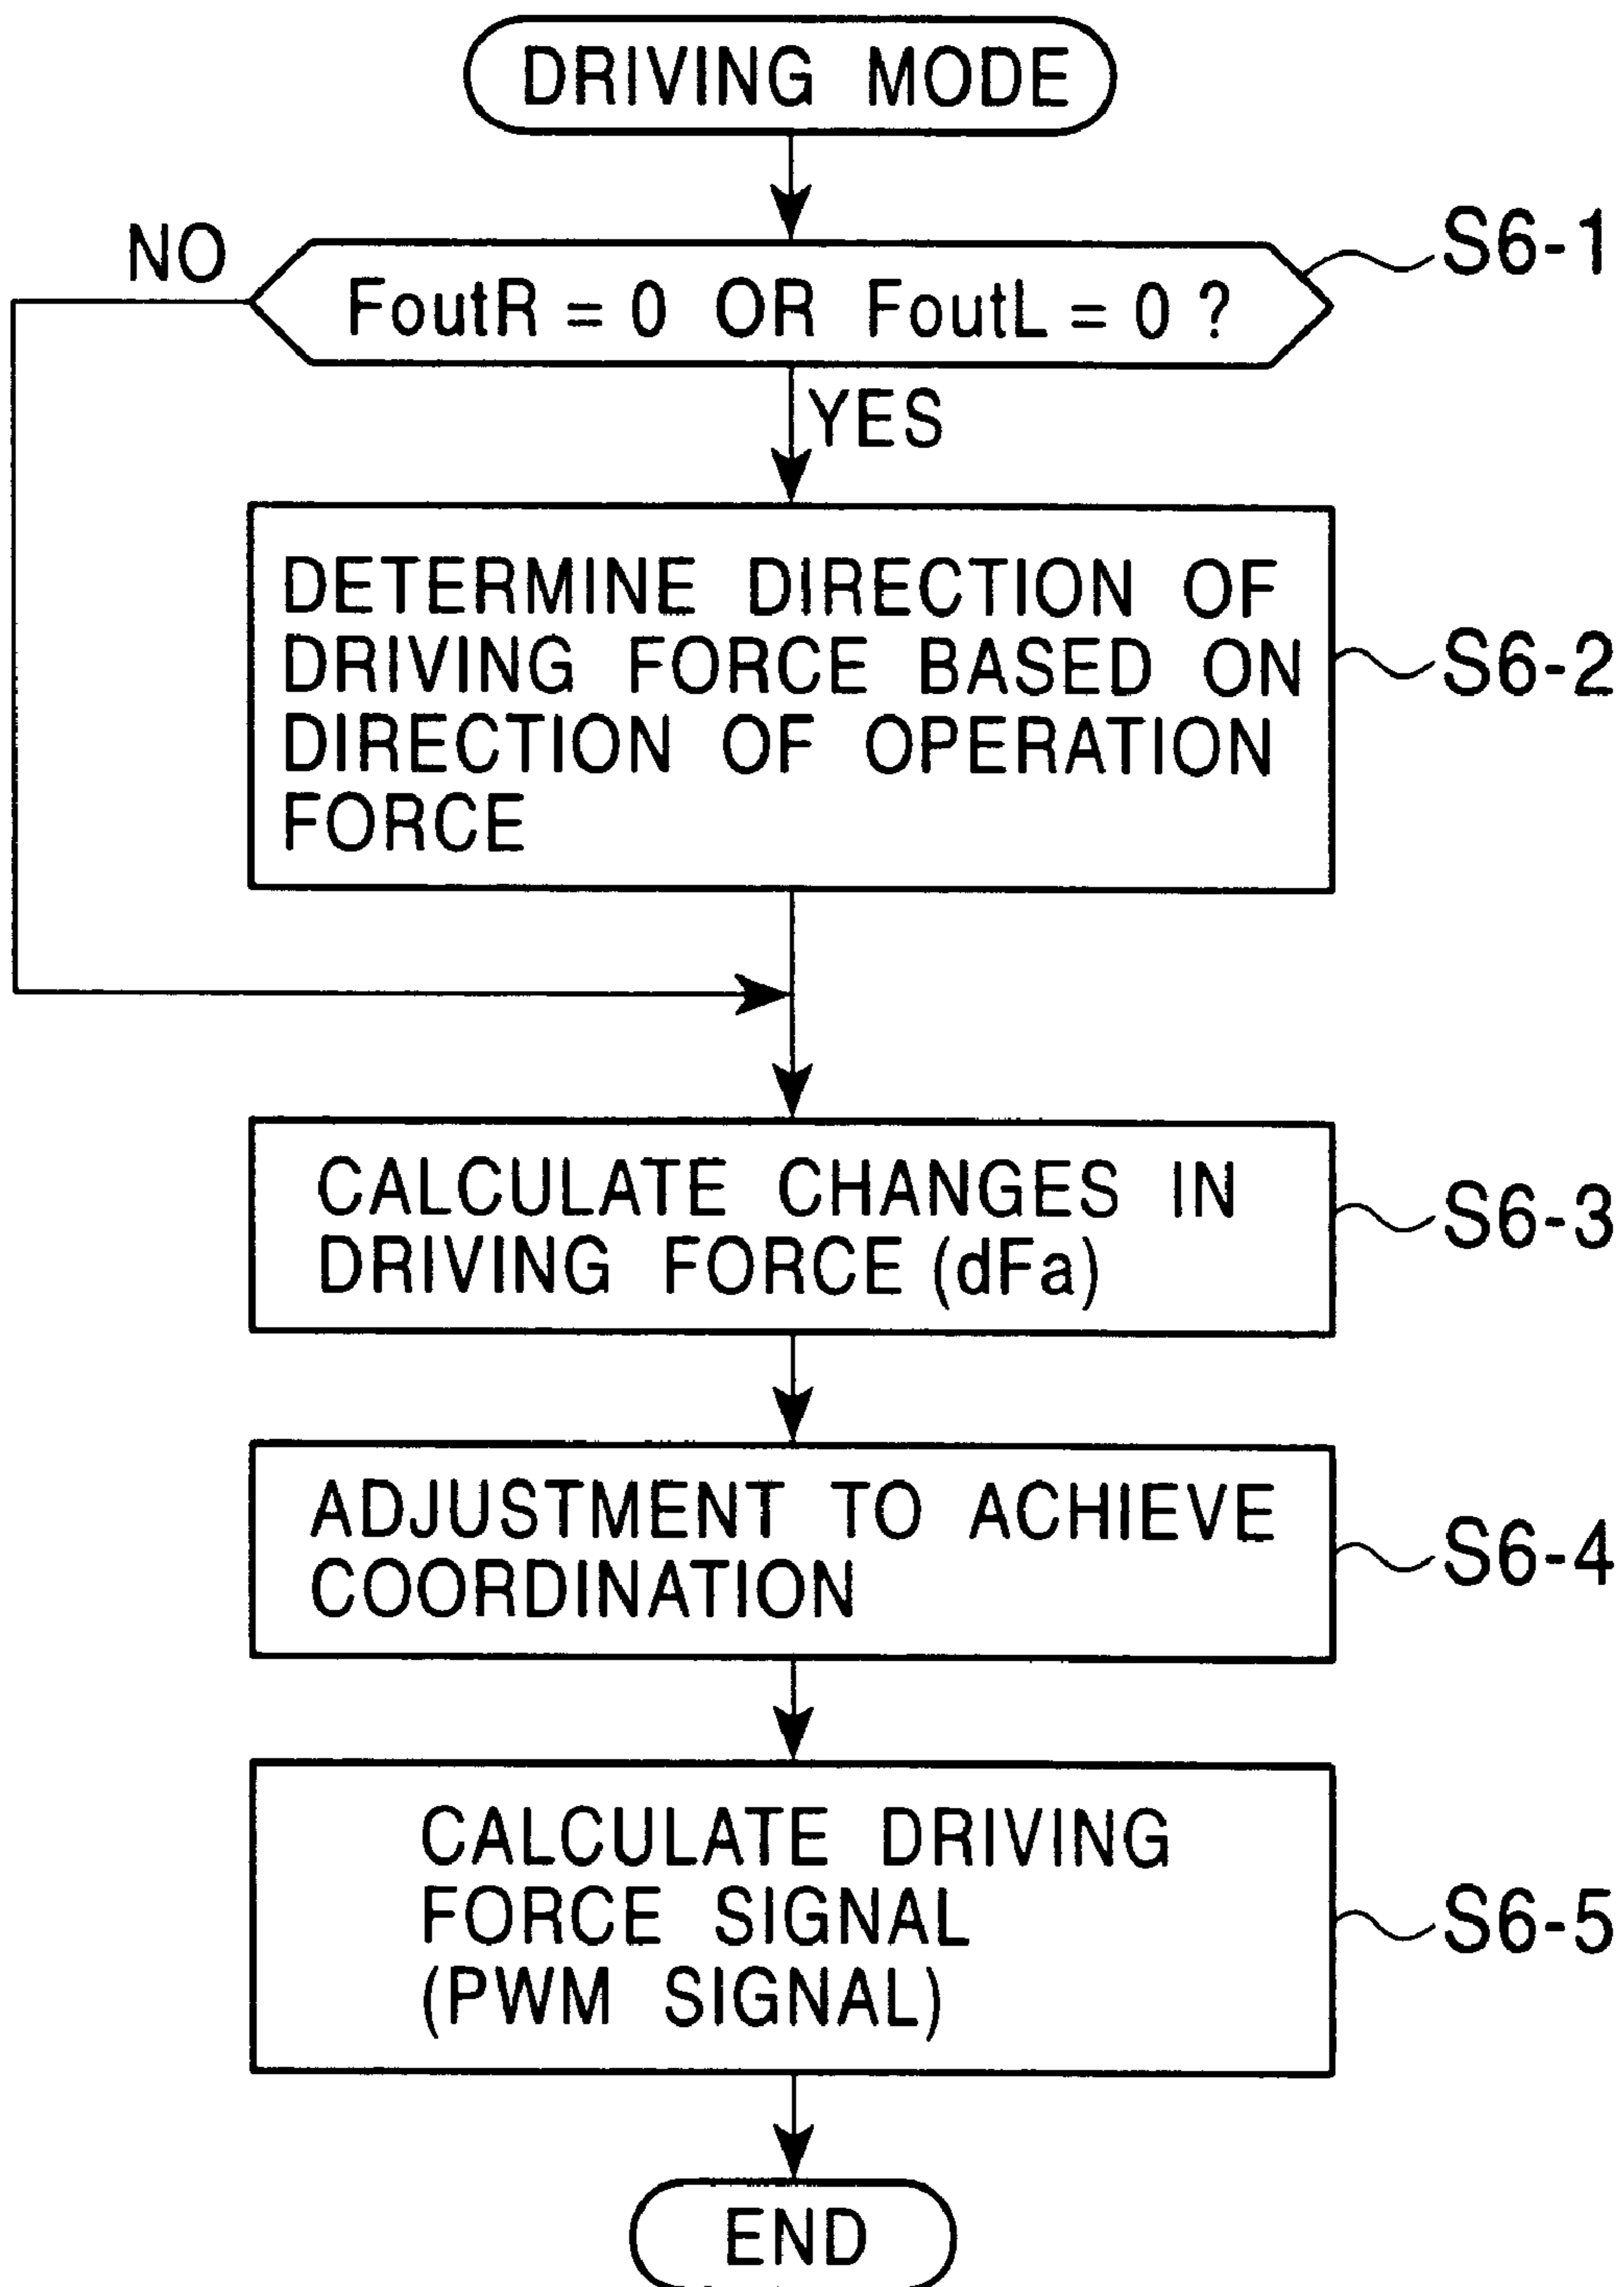 DRIVING MODE
NO
S6-1
FoutR = 0 OR FoutL = 0 ?
YES
DETERMINE DIRECTION OF
DRIVING FORCE BASED ON
DIRECTION OF OPERATION
FORCE
S6-2
CALCULATE CHANGES IN
DRIVING FORCE (dFa)
S6-3
ADJUSTMENT TO ACHIEVE
COORDINATION
S6-4
CALCULATE DRIVING
FORCE SIGNAL
(PWM SIGNAL)
S6-5
END